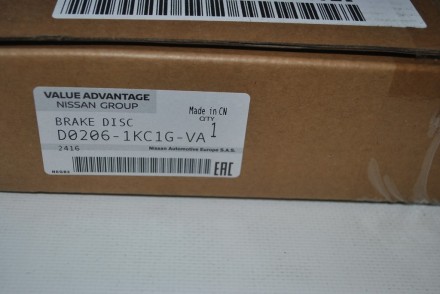 VALUE ADVANTAGE
NISSAN GROUP
Made in CN
BRAKE DISC
QTY
D0206-1KC1G-VA
1
2416
Nissan Automotive Europe S.A.S.
EAC